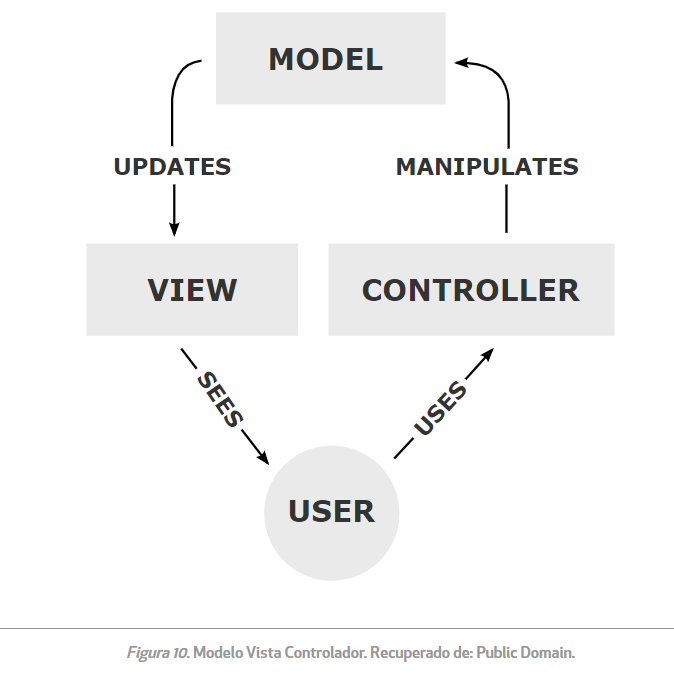 MODEL
UPDATES
MANIPULATES
VIEW
CONTROLLER
SEES
USES
USER
Figura 10. Modelo Vista Controlador. Recuperado de: Public Domain.